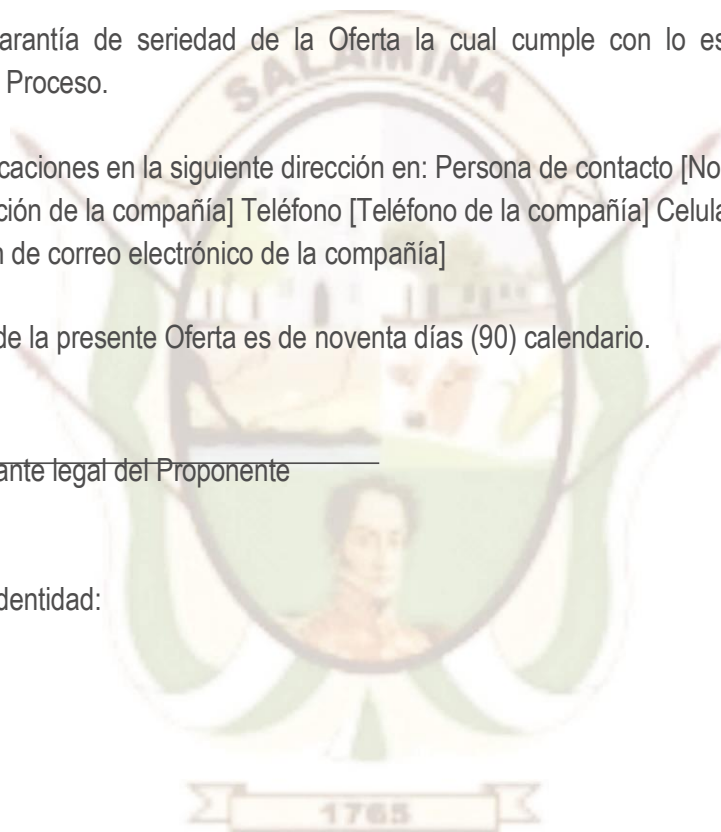 SALAMINA
arantía de seriedad de la Oferta la cual cumple con lo es
Proceso.
caciones en la siguiente dirección en: Persona de contacto [No
ción de la compañía] Teléfono [Teléfono de la compañía] Celula
n de correo electrónico de la compañía]
de la presente Oferta es de noventa días (90) calendario.
ante legal del Proponente
dentidad:
1765